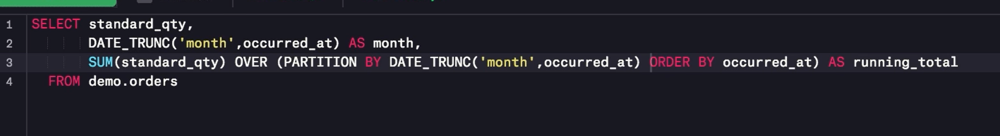 1 SELECT standard_qty,
2 DATE_TRUNC('month',occurred_at) AS month,
3 SUM(standard_qty) OVER (PARTITION BY DATE_TRUNC('month',occurred_at) ORDER BY occurred_at) AS running_total
4 FROM demo.orders